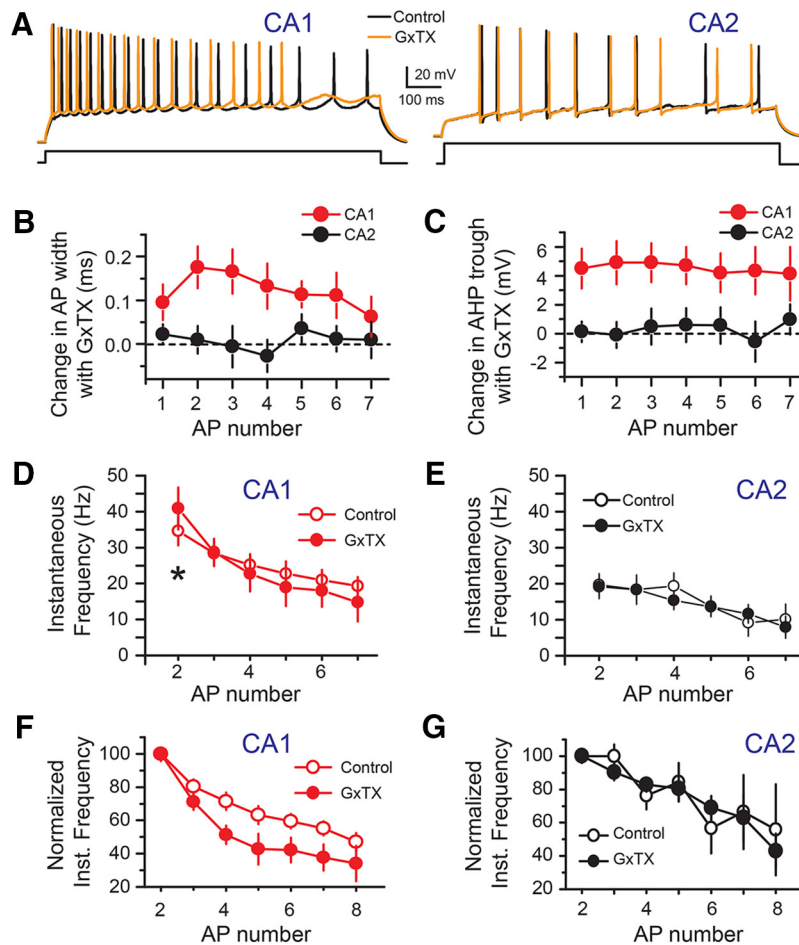 A
CA1
Control
GxTX
CA2
20 mV
100 ms
B
CA1
CA2
Change in AP width
with GxTX (ms)
0.2
0.1
0.0
1 2 3 4 5 6 7
AP number
C
CA1
CA2
Change in AHP trough
with GxTX (mV)
6
4
2
0
-2
1 2 3 4 5 6 7
AP number
D
CA1
Control
GxTX
Instantaneous
Frequency (Hz)
50
40
30
20
10
0
*
2 4 6
AP number
E
CA2
Control
GxTX
Instantaneous
Frequency (Hz)
50
40
30
20
10
0
2 4 6
AP number
F
CA1
Control
GxTX
Normalized
Inst. Frequency
100
80
60
40
20
2 4 6 8
AP number
G
CA2
Control
GxTX
Normalized
Inst. Frequency
100
80
60
40
20
2 4 6 8
AP number